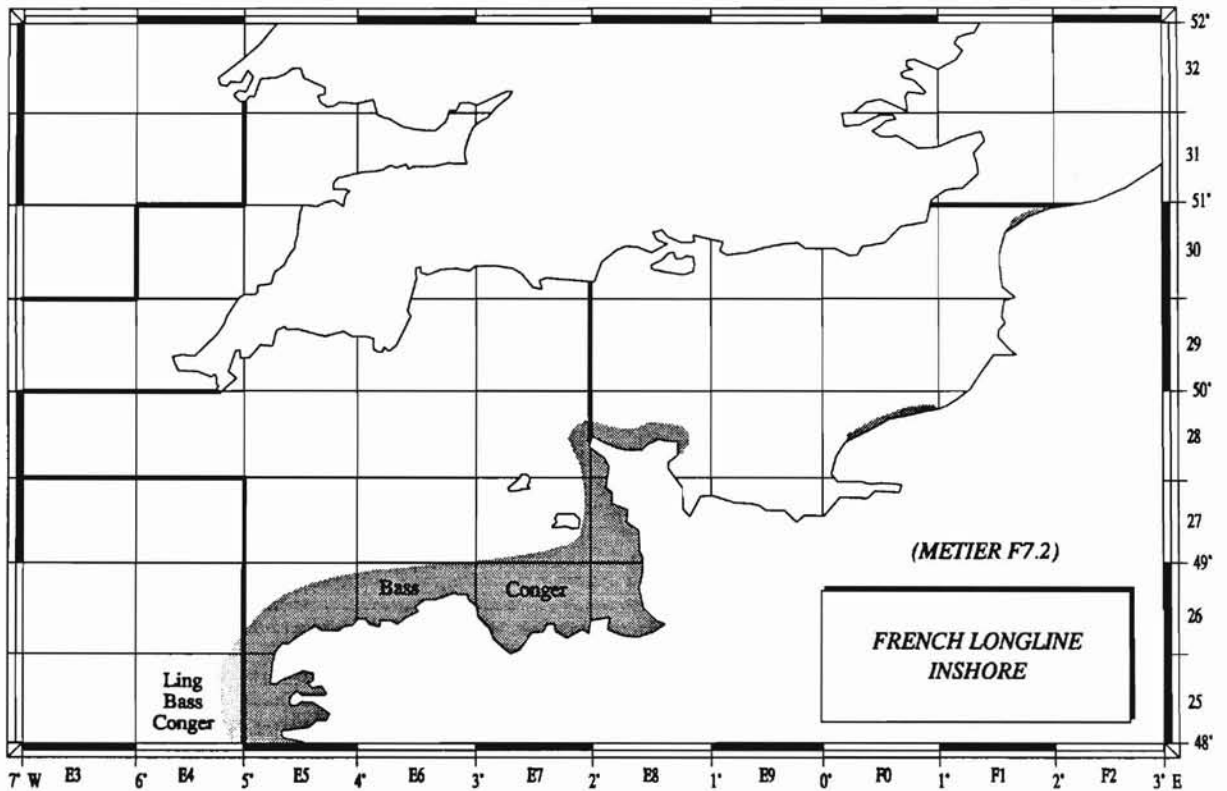 52°
32
31
51°
30
29
50°
28
27
(METIER F7.2)
49°
Bass
Conger
26
FRENCH LONGLINE
INSHORE
Ling
Bass
Conger
25
48°
7° W E3 6° E4 5° E5 4° E6 3° E7 2° E8 1° E9 0° F0 1° F1 2° F2 3° E